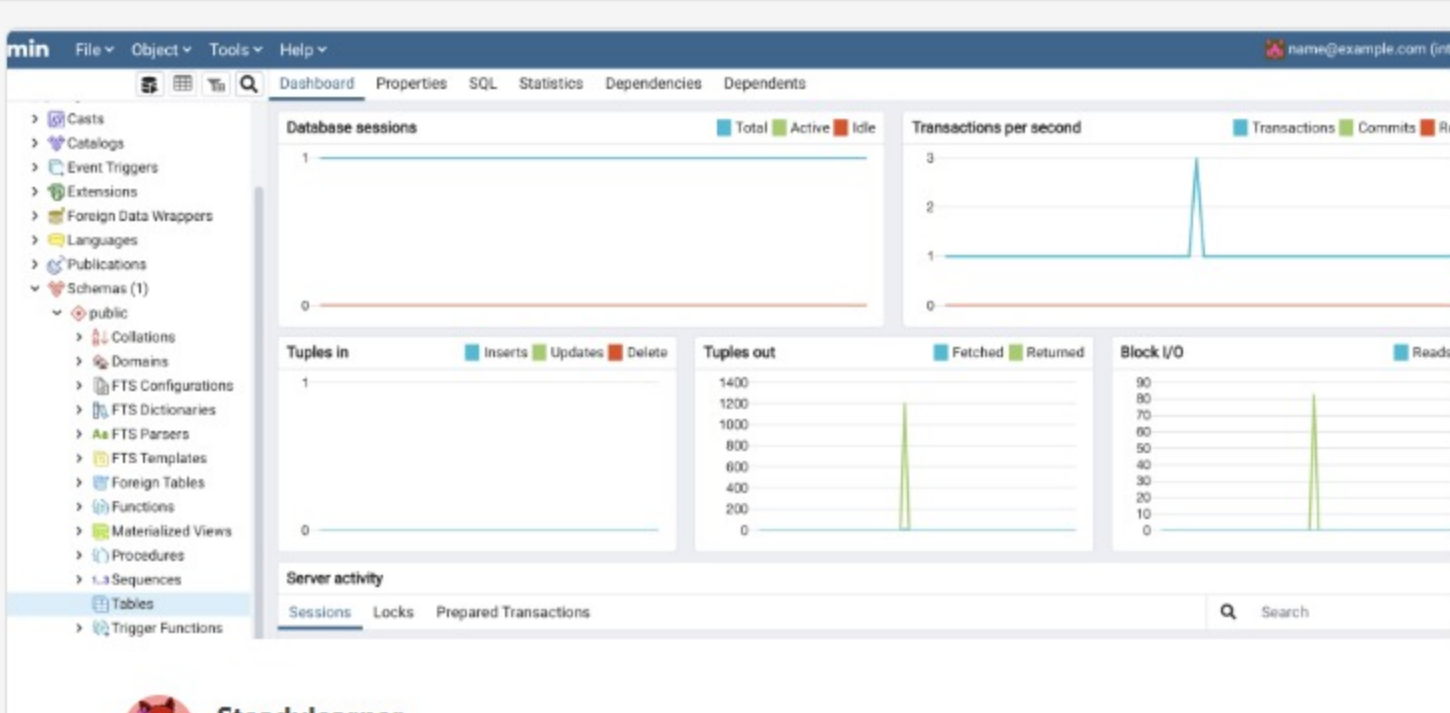 min File Object Tools Help name@example.com (int
Dashboard Properties SQL Statistics Dependencies Dependents
Casts
Catalogs
Event Triggers
Extensions
Foreign Data Wrappers
Languages
Publications
Schemas (1)
public
Collations
Domains
FTS Configurations
FTS Dictionaries
Aa FTS Parsers
FTS Templates
Foreign Tables
Functions
Materialized Views
Procedures
1..3 Sequences
Tables
Trigger Functions
Database sessions Total Active Idle
1
0
Transactions per second Transactions Commits R
3
2
1
0
Tuples in Inserts Updates Delete
1
0
Tuples out Fetched Returned
1400
1200
1000
800
600
400
200
0
Block I/O Reads
90
80
70
60
50
40
30
20
10
0
Server activity
Sessions Locks Prepared Transactions Search